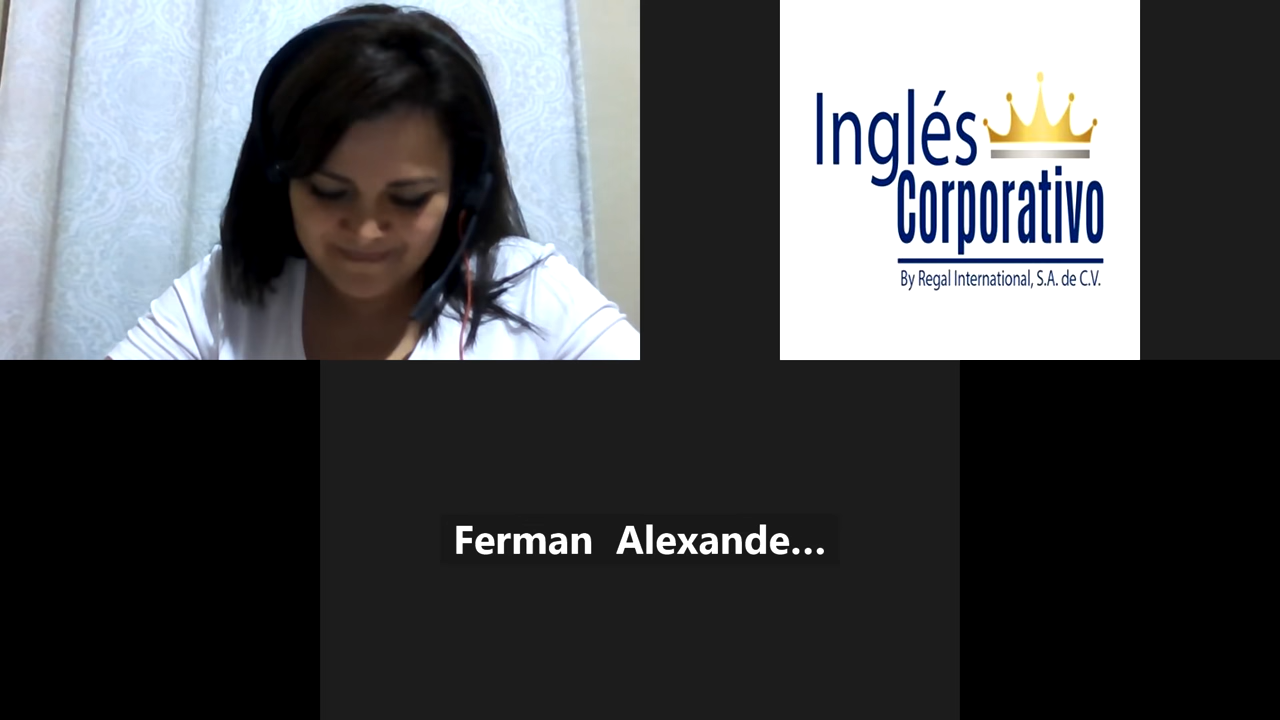 Inglés
Corporativo
By Regal International, S.A. de C.V.
Ferman Alexande...